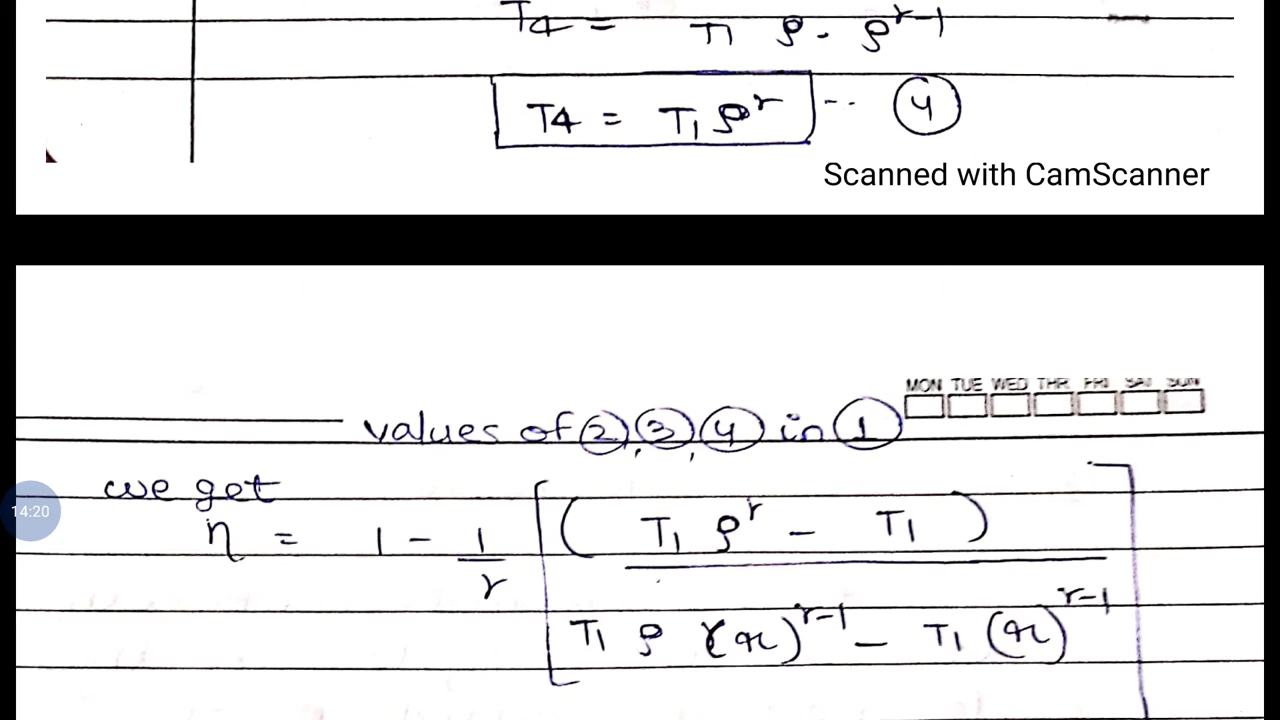 T4 = T1 ρ · ρ^γ-1
T4 = T1 ρ^γ -- ④
Scanned with CamScanner
MON TUE WED THR FRI SAT SUN
values of ②, ③, ④ in ①
we get
14:20
η = 1 - 1/γ [ ( T1 ρ^γ - T1 ) / T1 ρ (r)^γ-1 - T1 (r)^γ-1 ]